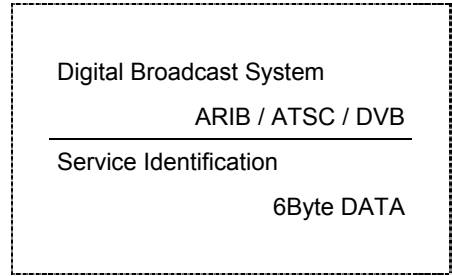 Digital Broadcast System
ARIB / ATSC / DVB
Service Identification
6Byte DATA